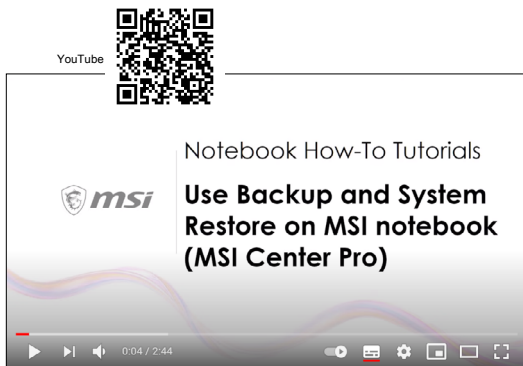 YouTube
Notebook How-To Tutorials
msi
Use Backup and System
Restore on MSI notebook
(MSI Center Pro)
0:04 / 2:44